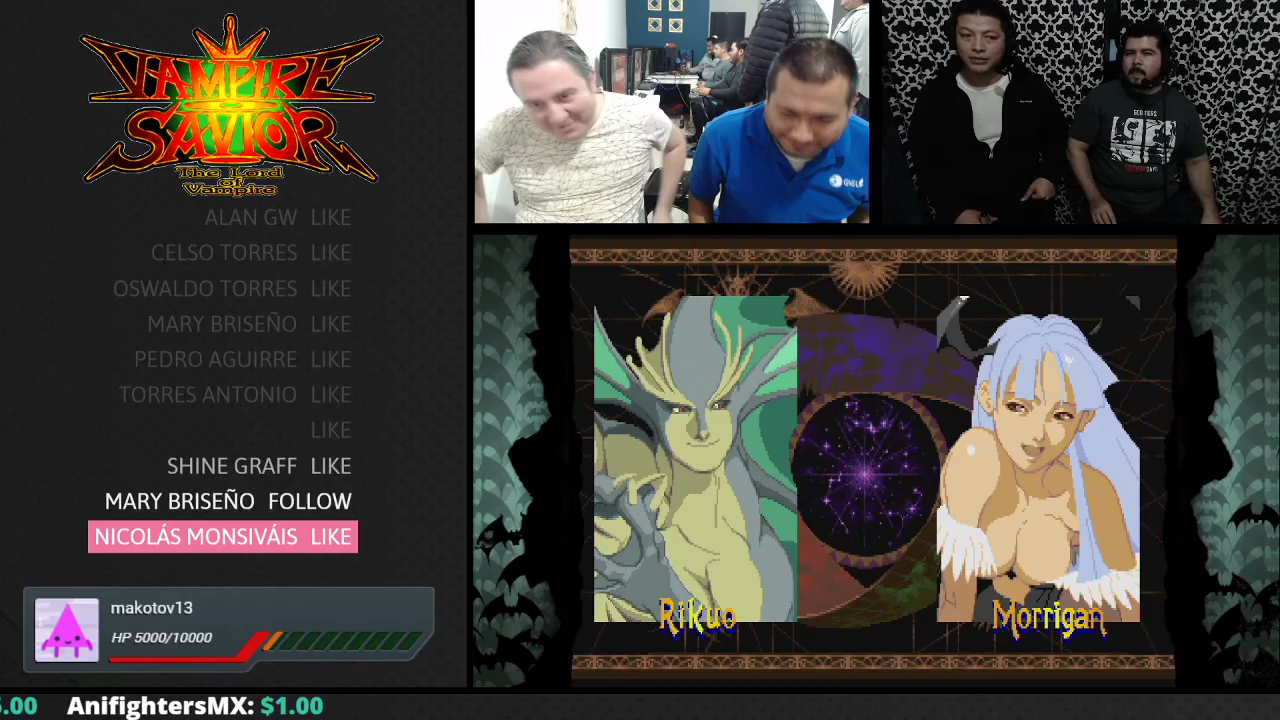 VAMPIRE
SAVIOR
The Lord
of
Vampire
ALAN GW LIKE
CELSO TORRES LIKE
OSWALDO TORRES LIKE
MARY BRISEÑO LIKE
PEDRO AGUIRRE LIKE
TORRES ANTONIO LIKE
LIKE
SHINE GRAFF LIKE
MARY BRISEÑO FOLLOW
NICOLÁS MONSIVÁIS LIKE
makotov13
HP 5000/10000
Rikuo
Morrigan
.00 AnifightersMX: $1.00